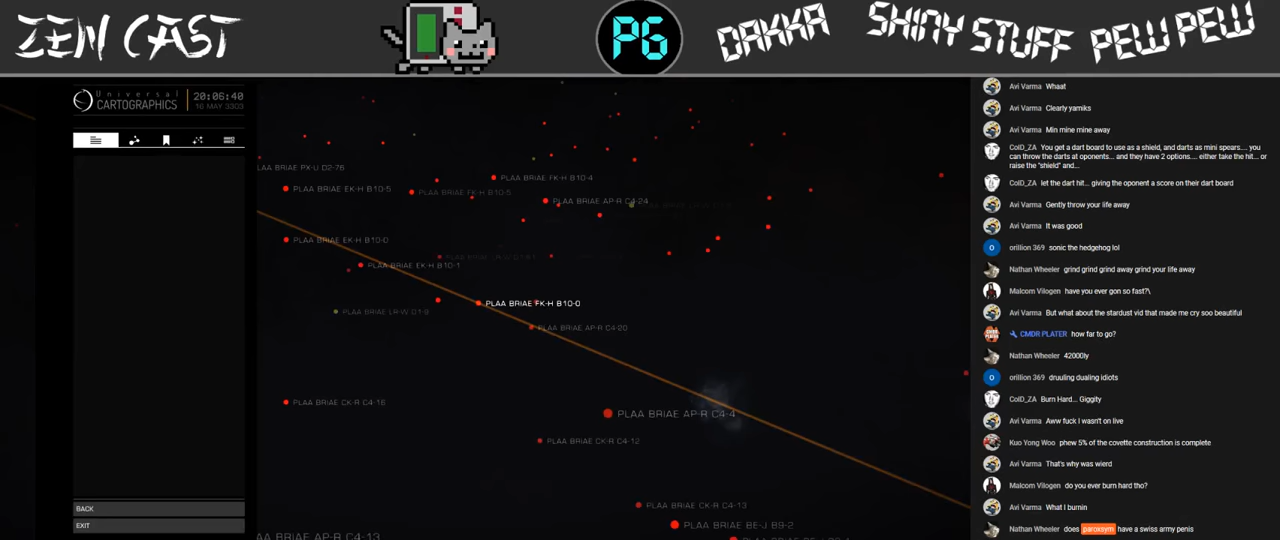 ZEN CAST
P6
DAKKA
SHINY STUFF PEW PEW
Universal
CARTOGRAPHICS
20:06:40
10 MAY 3303
PLAA BRIAE PX-U D2-76
PLAA BRIAE FK-H B10-4
PLAA BRIAE EK-H B10-5
PLAA BRIAE FK-H B10-5
PLAA BRIAE AP-R C4-24
PLAA BRIAE EK-H B10-0
PLAA BRIAE EK-H B10-1
PLAA BRIAE FK-H B10-0
PLAA BRIAE AP-R C4-20
PLAA BRIAE CK-R C4-16
PLAA BRIAE AP-R C4-4
PLAA BRIAE CK-R C4-12
PLAA BRIAE CK-R C4-13
PLAA BRIAE BE-J B9-2
PLAA BRIAE AP-R C4-13
BACK
EXIT
Avi Varma Whaat
Avi Varma Clearly yamiks
Avi Varma Min mine mine away
ColD_ZA You get a dart board to use as a shield, and darts as mini spears.... you
can throw the darts at oponents... and they have 2 options.... either take the hit... or
raise the "shield" and...
ColD_ZA let the dart hit... giving the oponent a score on their dart board
Avi Varma Gently throw your life away
Avi Varma It was good
orillion 369 sonic the hedgehog lol
Nathan Wheeler grind grind grind away grind your life away
Malcom Vilogen have you ever gon so fast?\
Avi Varma But what about the stardust vid that made me cry soo beautiful
CMDR PLATER how far to go?
Nathan Wheeler 42000ly
orillion 369 druuling dualing idiots
ColD_ZA Burn Hard... Giggity
Avi Varma Aww fuck I wasn't on live
Kuo Yong Woo phew 5% of the covette construction is complete
Avi Varma That's why was wierd
Malcom Vilogen do you ever burn hard tho?
Avi Varma What I burnin
Nathan Wheeler does paroxsym have a swiss army penis